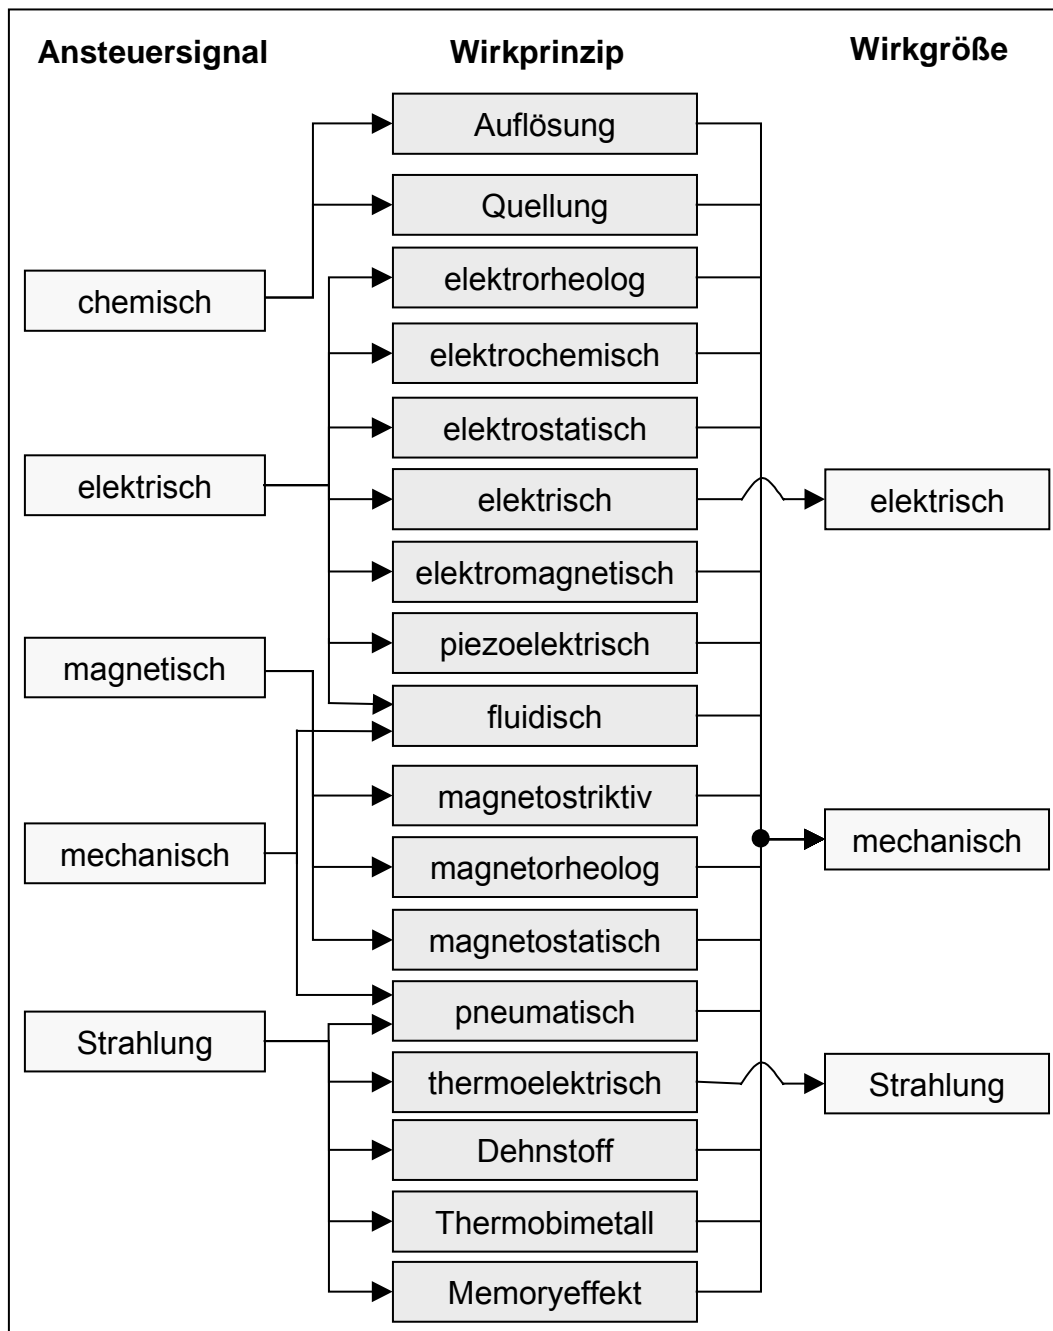 Ansteuersignal Wirkprinzip Wirkgröße
Auflösung
Quellung
elektrorheolog
chemisch
elektrochemisch
elektrostatisch
elektrisch
elektrisch
elektrisch
elektromagnetisch
piezoelektrisch
magnetisch
fluidisch
magnetostriktiv
mechanisch
mechanisch
magnetorheolog
magnetostatisch
pneumatisch
Strahlung
thermoelektrisch
Strahlung
Dehnstoff
Thermobimetall
Memoryeffekt